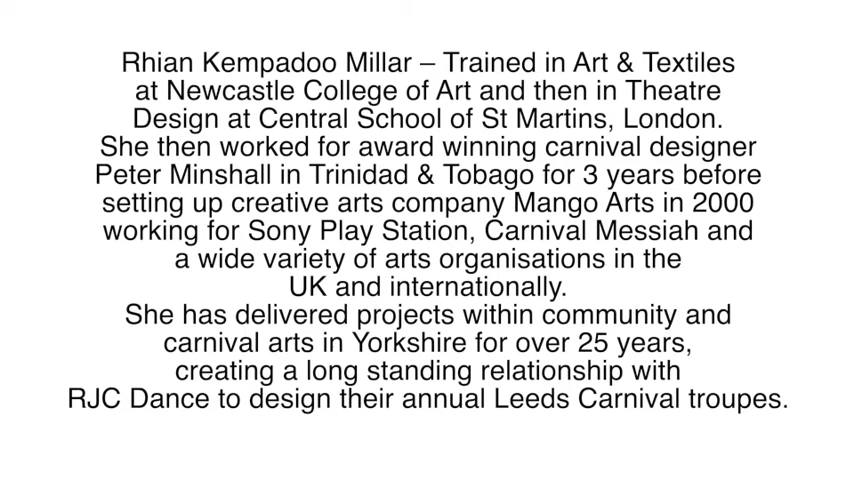 Rhian Kempadoo Millar – Trained in Art & Textiles
at Newcastle College of Art and then in Theatre
Design at Central School of St Martins, London.
She then worked for award winning carnival designer
Peter Minshall in Trinidad & Tobago for 3 years before
setting up creative arts company Mango Arts in 2000
working for Sony Play Station, Carnival Messiah and
a wide variety of arts organisations in the
UK and internationally.
She has delivered projects within community and
carnival arts in Yorkshire for over 25 years,
creating a long standing relationship with
RJC Dance to design their annual Leeds Carnival troupes.